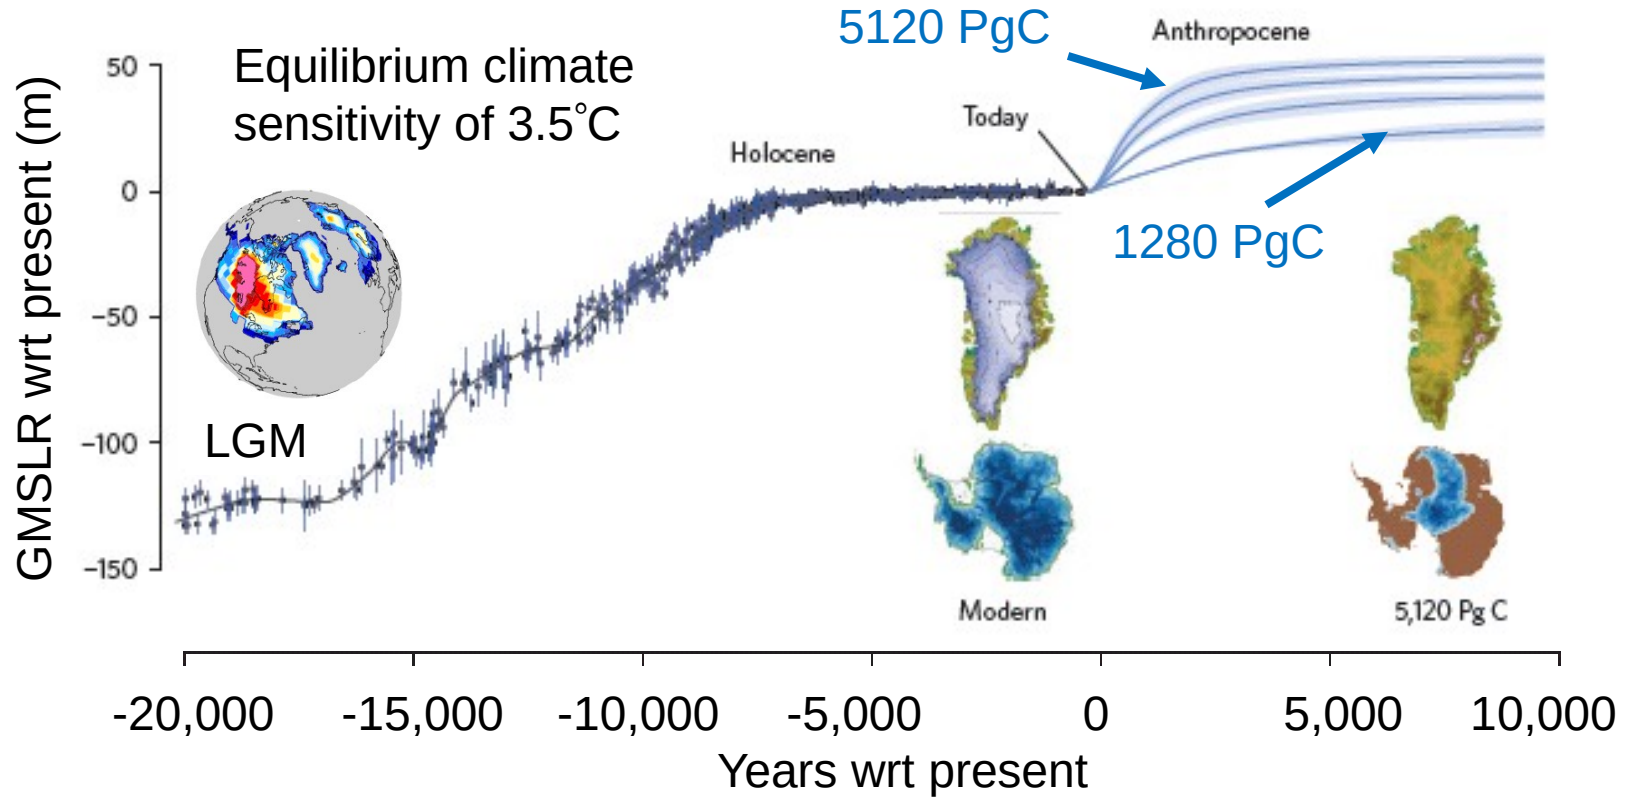 5120 PgC
Anthropocene
Equilibrium climate
sensitivity of 3.5°C
Today
Holocene
1280 PgC
LGM
GMSLR wrt present (m)
50
0
−50
−100
−150
Modern
5,120 Pg C
-20,000
-15,000
-10,000
-5,000
0
5,000
10,000
Years wrt present